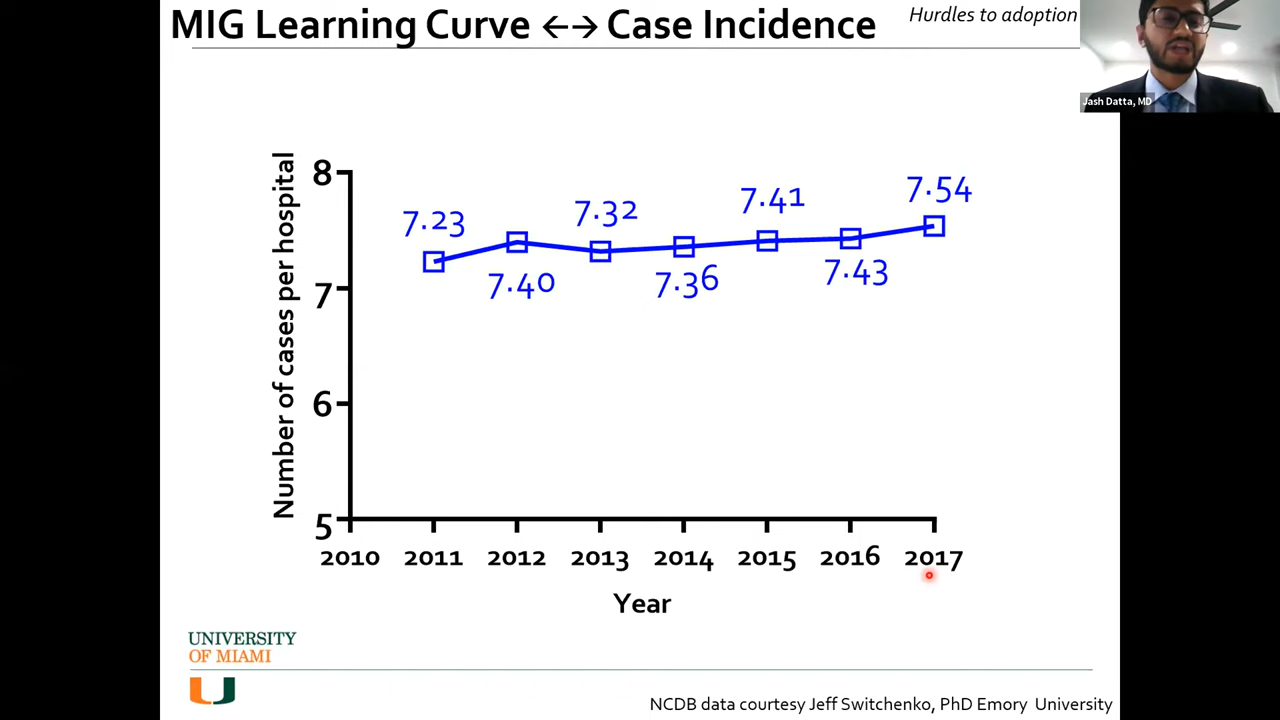 MIG Learning Curve ←→ Case Incidence
Hurdles to adoption
Jash Datta, MD
Number of cases per hospital
8
7
6
5
7.23
7.40
7.32
7.36
7.41
7.43
7.54
2010 2011 2012 2013 2014 2015 2016 2017
Year
UNIVERSITY
OF MIAMI
NCDB data courtesy Jeff Switchenko, PhD Emory University